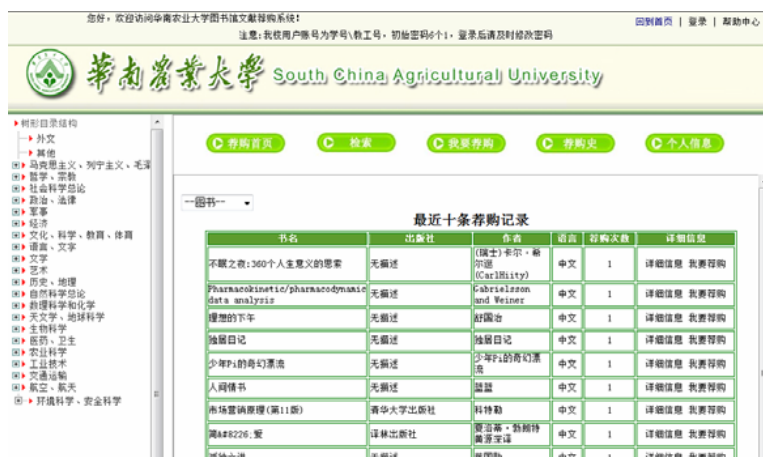 您好，欢迎访问华南农业大学图书馆文献荐购系统！
回到首页 | 登录 | 帮助中心
注意：我校用户账号为学号\教工号，初始密码6个1，登录后请及时修改密码
華南農業大學 South China Agricultural University
树形目录结构
外文
其他
马克思主义、列宁主义、毛泽
哲学、宗教
社会科学总论
政治、法律
军事
经济
文化、科学、教育、体育
语言、文字
文学
艺术
历史、地理
自然科学总论
数理科学和化学
天文学、地球科学
生物科学
医药、卫生
农业科学
工业技术
交通运输
航空、航天
环境科学、安全科学
荐购首页 检索 我要荐购 荐购史 个人信息
--图书--
最近十条荐购记录
书名 出版社 作者 语言 荐购次数 详细信息
不眠之夜:360个人生意义的思索 无描述 (瑞士)卡尔·希尔逊 (CarlHiity) 中文 1 详细信息 我要荐购
Pharmacokinetic/pharmacodynamic data analysis 无描述 Gabrielsson and Weiner 中文 1 详细信息 我要荐购
理想的下午 无描述 舒国治 中文 1 详细信息 我要荐购
独居日记 无描述 独居日记 中文 1 详细信息 我要荐购
少年Pi的奇幻漂流 无描述 少年Pi的奇幻漂流 中文 1 详细信息 我要荐购
人间情书 无描述 中文 1 详细信息 我要荐购
市场营销原理(第11版) 清华大学出版社 科特勒 中文 1 详细信息 我要荐购
简&#8226;爱 译林出版社 夏洛蒂·勃朗特 黄源深译 中文 1 详细信息 我要荐购